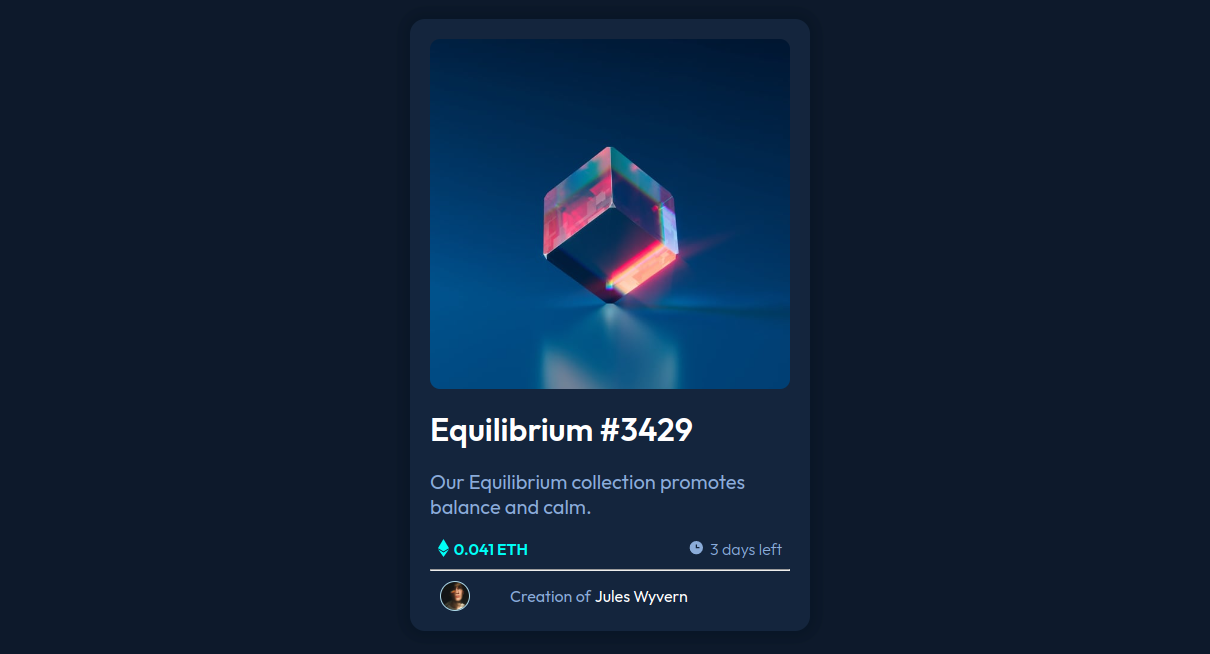 Equilibrium #3429
Our Equilibrium collection promotes
balance and calm.
0.041 ETH
3 days left
Creation of Jules Wyvern